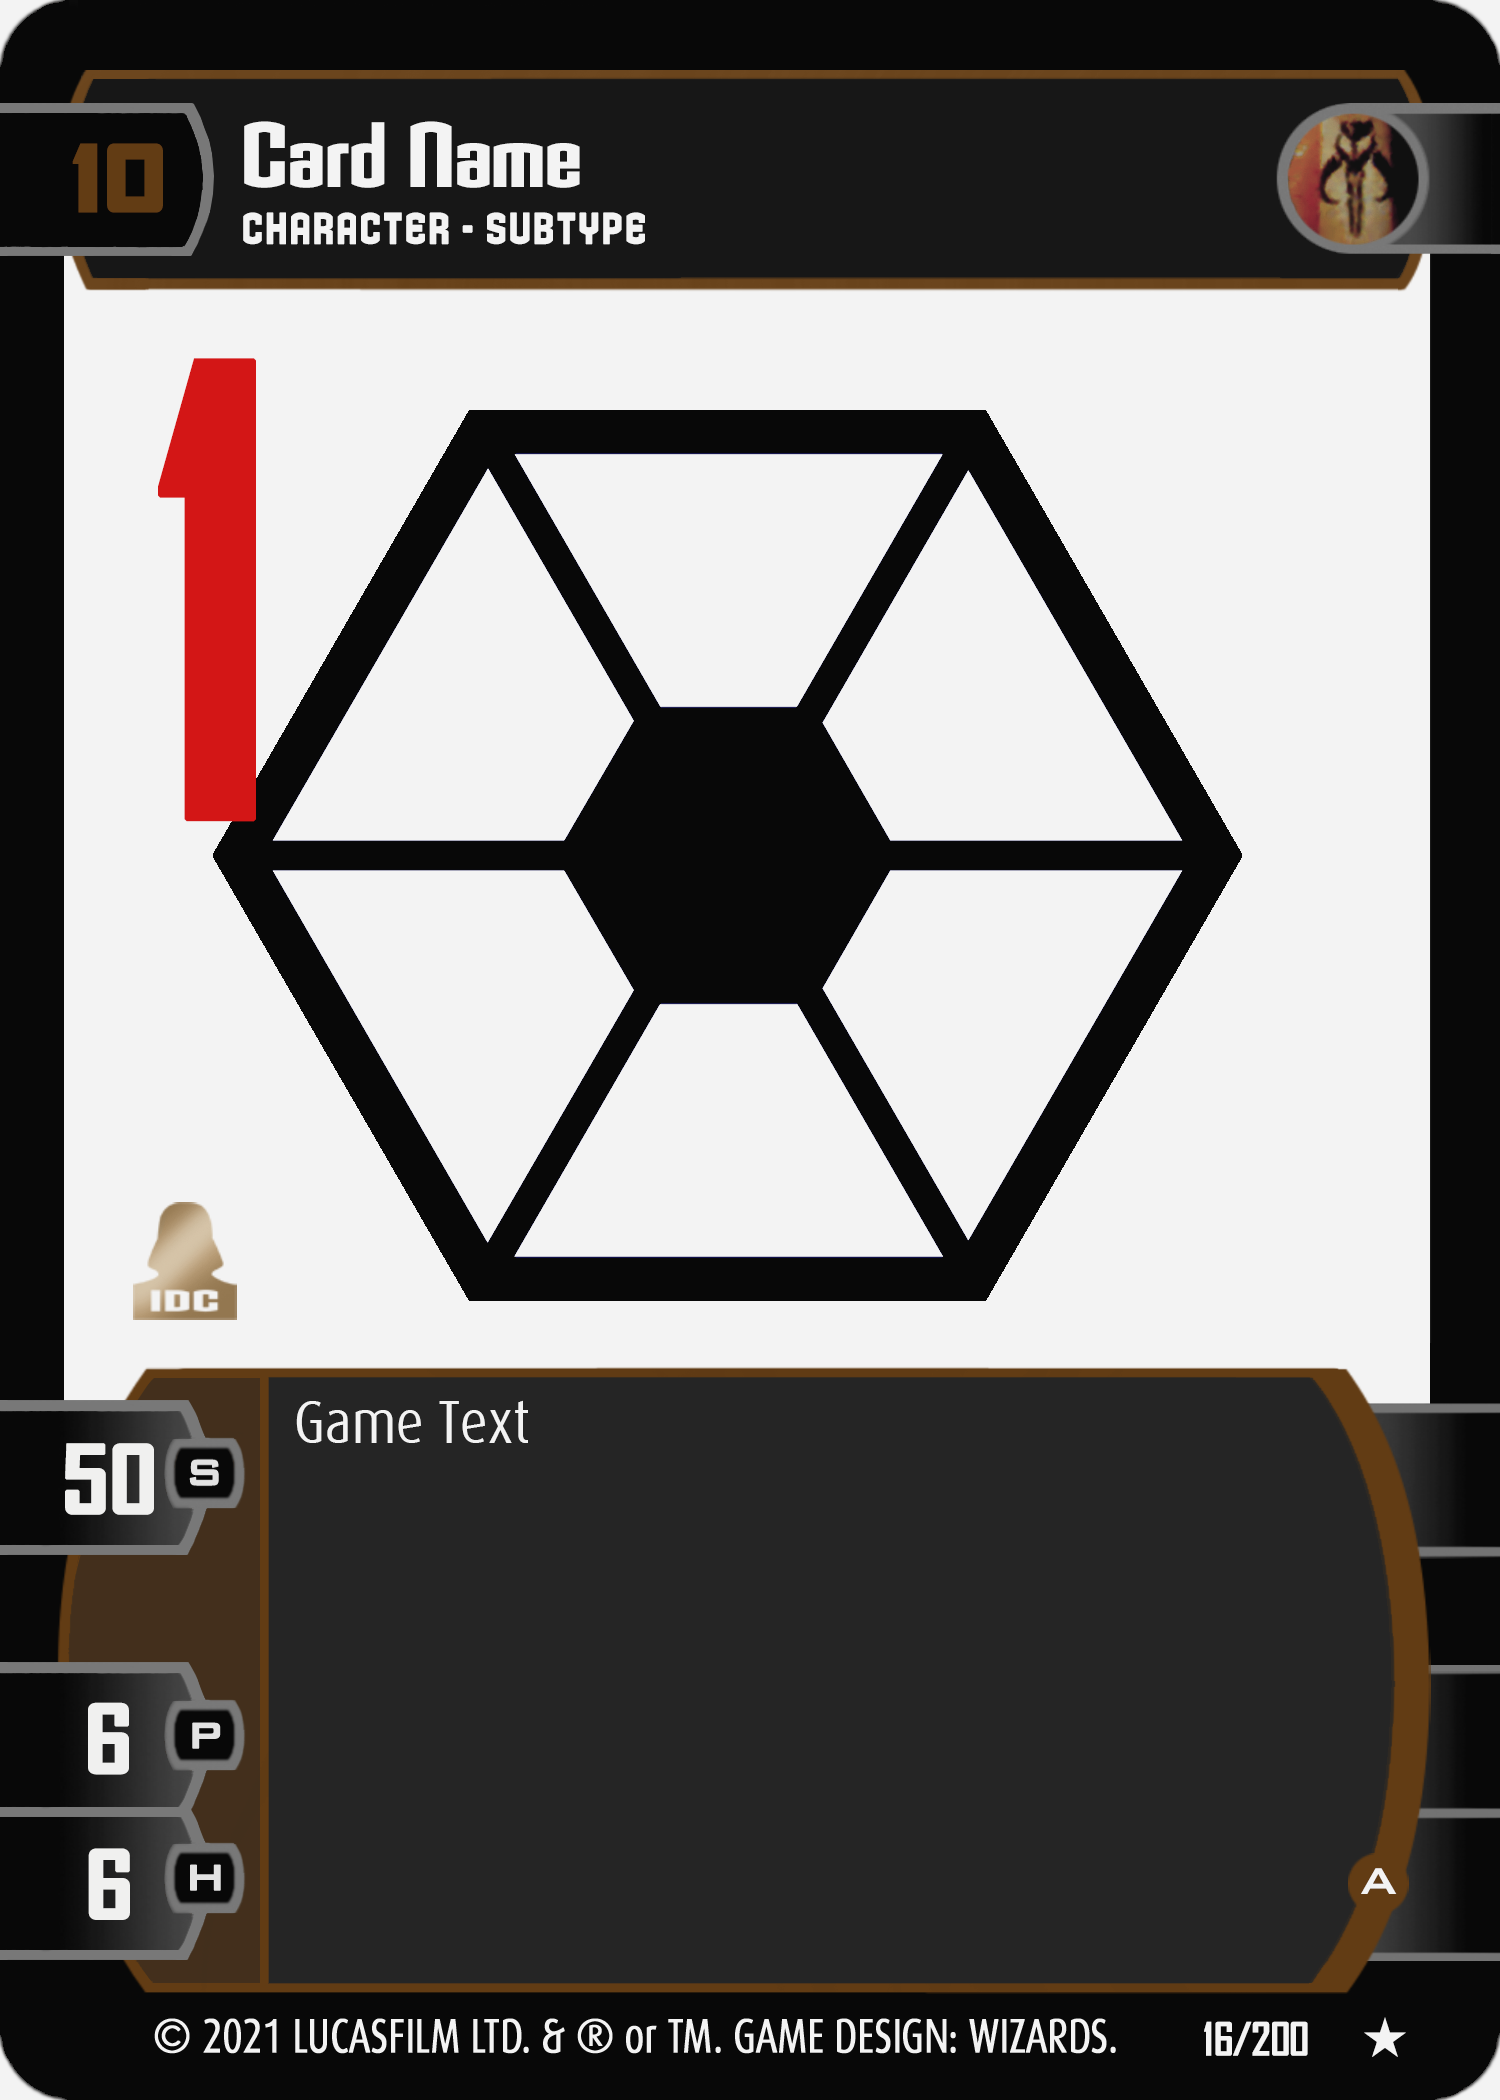 10
Card Name
CHARACTER - SUBTYPE
1
IDC
50 S
Game Text
6 P
6 H
A
© 2021 LUCASFILM LTD. & ® or TM. GAME DESIGN: WIZARDS. 16/200 ★